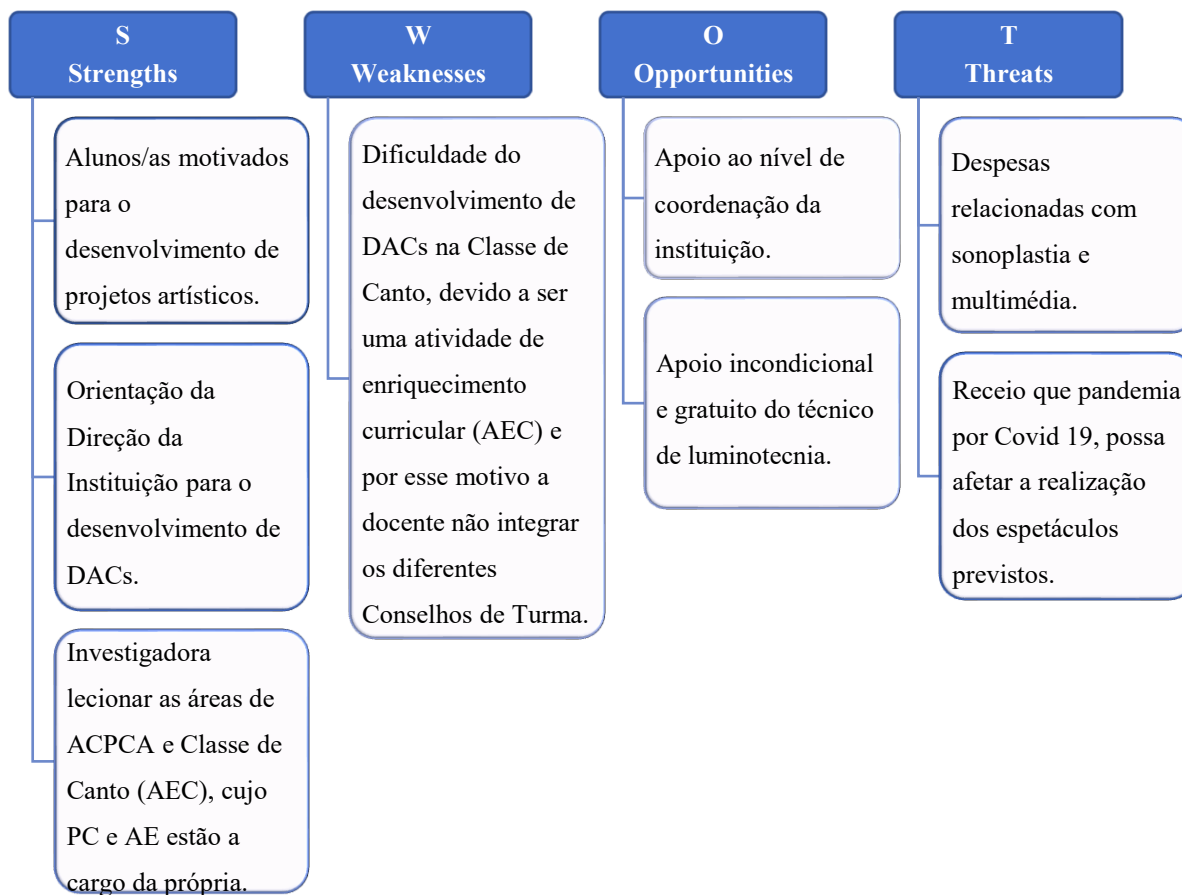 S
Strengths
Alunos/as motivados
para o
desenvolvimento de
projetos artísticos.
Orientação da
Direção da
Instituição para o
desenvolvimento de
DACs.
Investigadora
lecionar as áreas de
ACPCA e Classe de
Canto (AEC), cujo
PC e AE estão a
cargo da própria.
W
Weaknesses
Dificuldade do
desenvolvimento de
DACs na Classe de
Canto, devido a ser
uma atividade de
enriquecimento
curricular (AEC) e
por esse motivo a
docente não integrar
os diferentes
Conselhos de Turma.
O
Opportunities
Apoio ao nível de
coordenação da
instituição.
Apoio incondicional
e gratuito do técnico
de luminotecnia.
T
Threats
Despesas
relacionadas com
sonoplastia e
multimédia.
Receio que pandemia
por Covid 19, possa
afetar a realização
dos espetáculos
previstos.